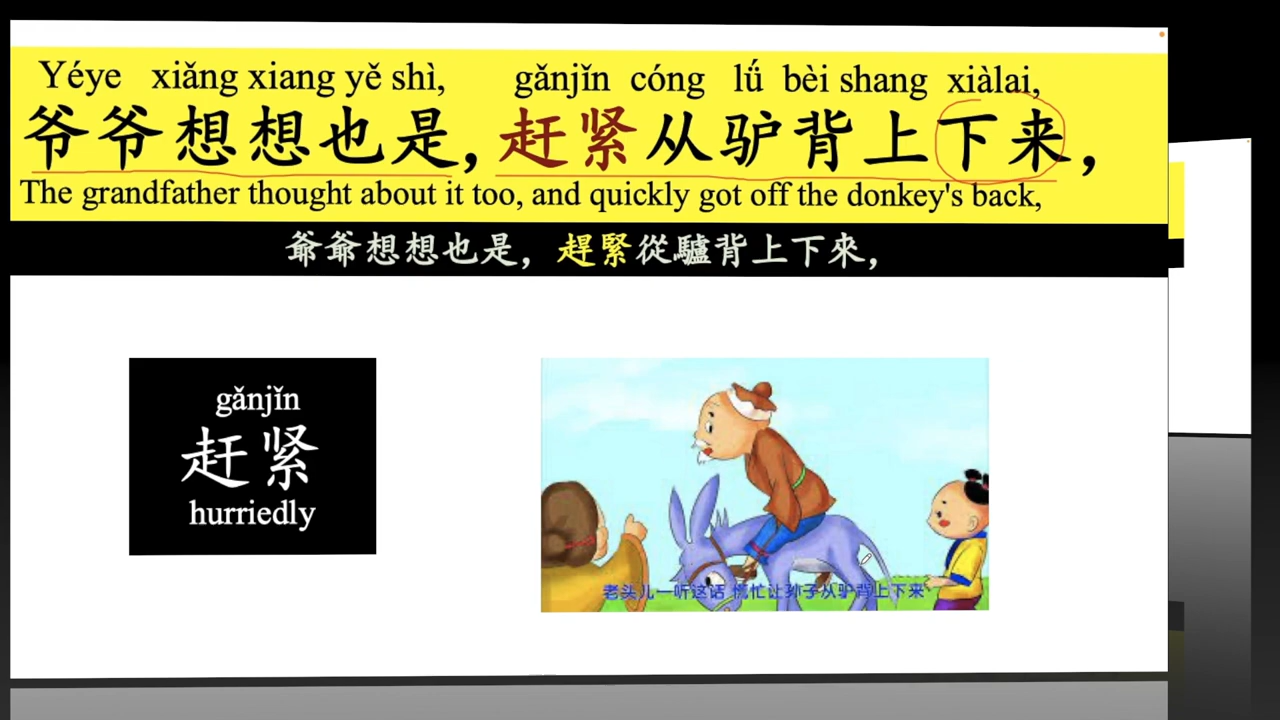 Yéye xiǎng xiang yě shì, gǎnjǐn cóng lǘ bèi shang xiàlai,
爷爷想想也是，赶紧从驴背上下来，
The grandfather thought about it too, and quickly got off the donkey's back,
爺爺想想也是，趕緊從驢背上下來，
gǎnjǐn
赶紧
hurriedly
老头儿一听这话 慌忙让孙子从驴背上下来